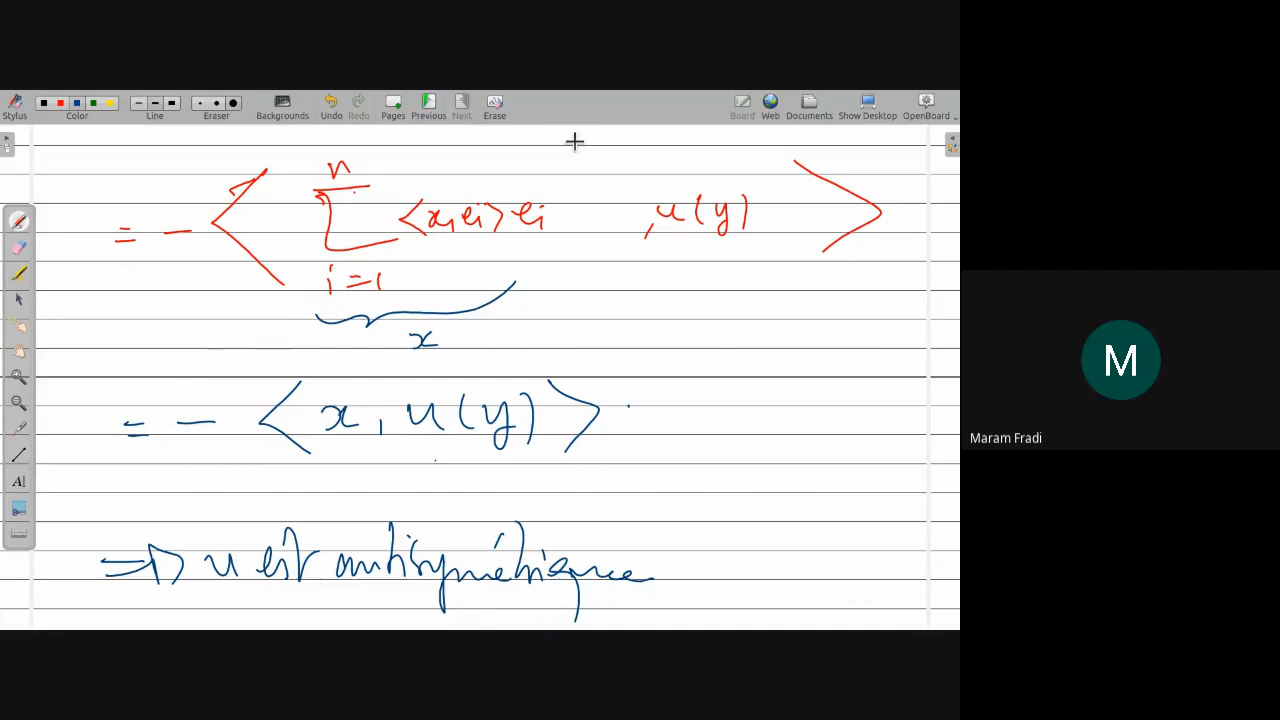 Stylus Color Line Eraser Backgrounds Undo Redo Pages Previous Next Erase Board Web Documents Show Desktop OpenBoard
n
= - < ∑ <x, ei> ei , u(y) >
i=1
x
= - < x, u(y) >
⇒ u est antisymétrique
M
Maram Fradi